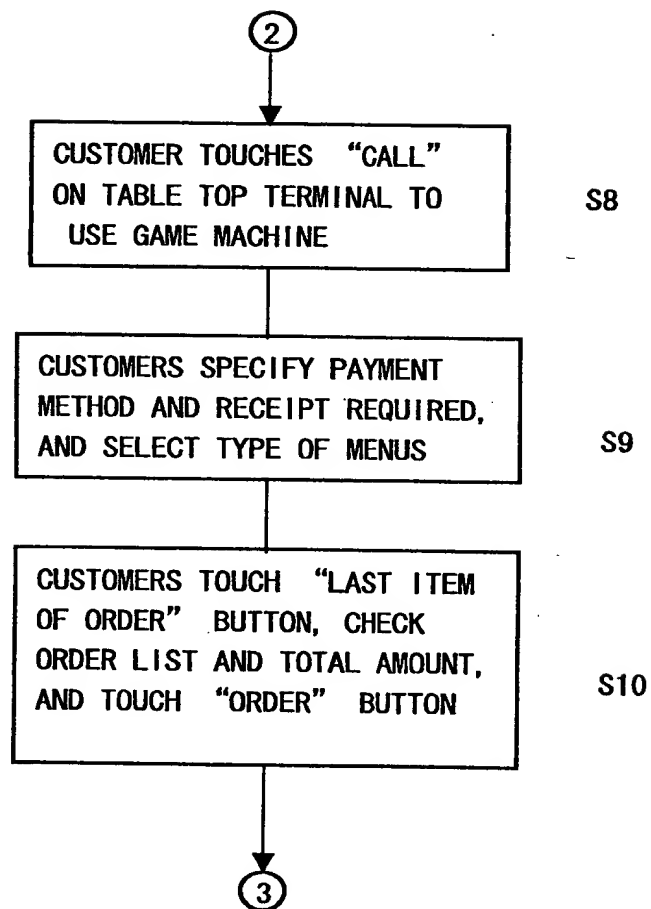 2
CUSTOMER TOUCHES “CALL”
ON TABLE TOP TERMINAL TO
USE GAME MACHINE
S8
CUSTOMERS SPECIFY PAYMENT
METHOD AND RECEIPT REQUIRED,
AND SELECT TYPE OF MENUS
S9
CUSTOMERS TOUCH “LAST ITEM
OF ORDER” BUTTON, CHECK
ORDER LIST AND TOTAL AMOUNT,
AND TOUCH “ORDER” BUTTON
S10
3